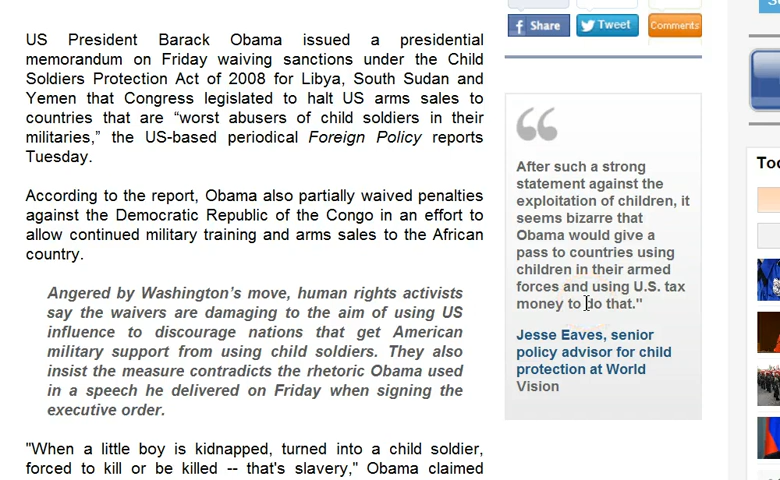 US President Barack Obama issued a presidential
memorandum on Friday waiving sanctions under the Child
Soldiers Protection Act of 2008 for Libya, South Sudan and
Yemen that Congress legislated to halt US arms sales to
countries that are “worst abusers of child soldiers in their
militaries,” the US-based periodical Foreign Policy reports
Tuesday.
According to the report, Obama also partially waived penalties
against the Democratic Republic of the Congo in an effort to
allow continued military training and arms sales to the African
country.
Angered by Washington’s move, human rights activists
say the waivers are damaging to the aim of using US
influence to discourage nations that get American
military support from using child soldiers. They also
insist the measure contradicts the rhetoric Obama used
in a speech he delivered on Friday when signing the
executive order.
"When a little boy is kidnapped, turned into a child soldier,
forced to kill or be killed -- that's slavery," Obama claimed
Share
Tweet
Comments
“
After such a strong
statement against the
exploitation of children, it
seems bizarre that
Obama would give a
pass to countries using
children in their armed
forces and using U.S. tax
money to do that."
Jesse Eaves, senior
policy advisor for child
protection at World
Vision